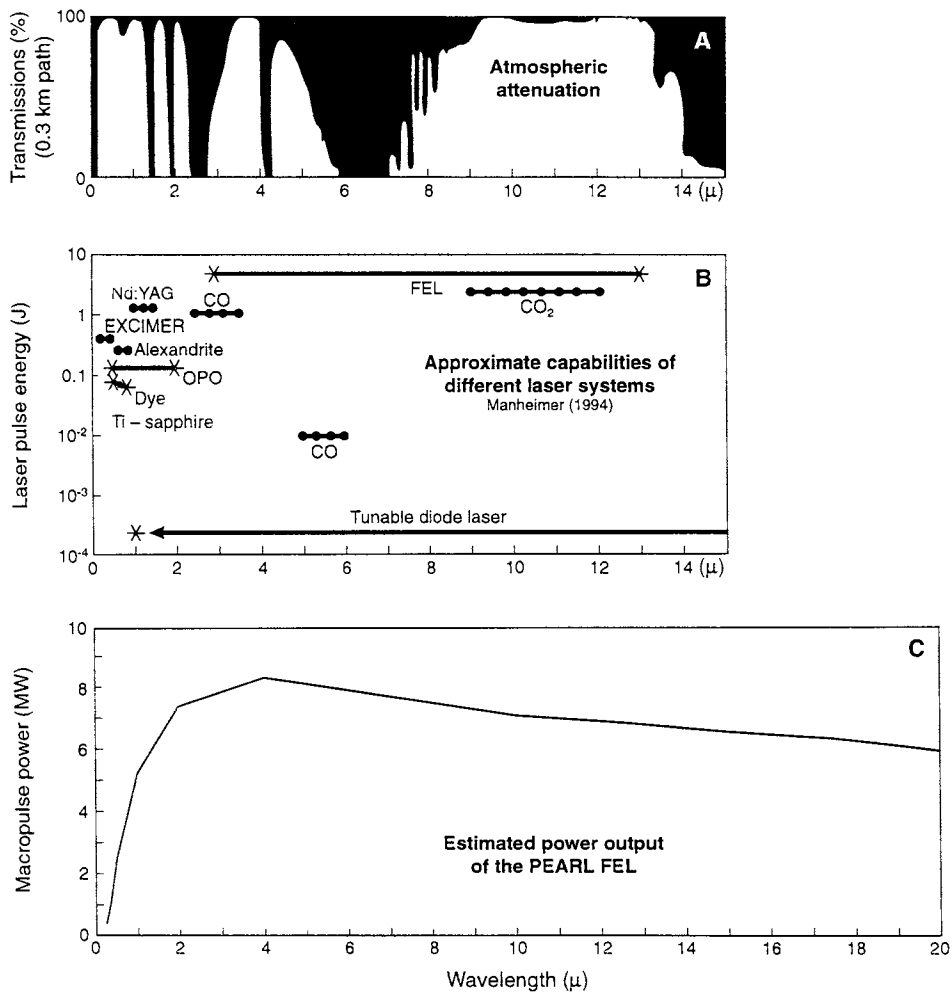 Transmissions (%)
(0.3 km path)
100
50
0
A
Atmospheric
attenuation
0 2 4 6 8 10 12 14 (μ)
Laser pulse energy (J)
10
1
0.1
10-2
10-3
10-4
B
Nd:YAG
CO
FEL
CO2
EXCIMER
Alexandrite
OPO
Dye
Ti – sapphire
CO
Approximate capabilities of
different laser systems
Manheimer (1994)
Tunable diode laser
0 2 4 6 8 10 12 14 (μ)
Macropulse power (MW)
10
8
6
4
2
0
C
Estimated power output
of the PEARL FEL
0 2 4 6 8 10 12 14 16 18 20
Wavelength (μ)